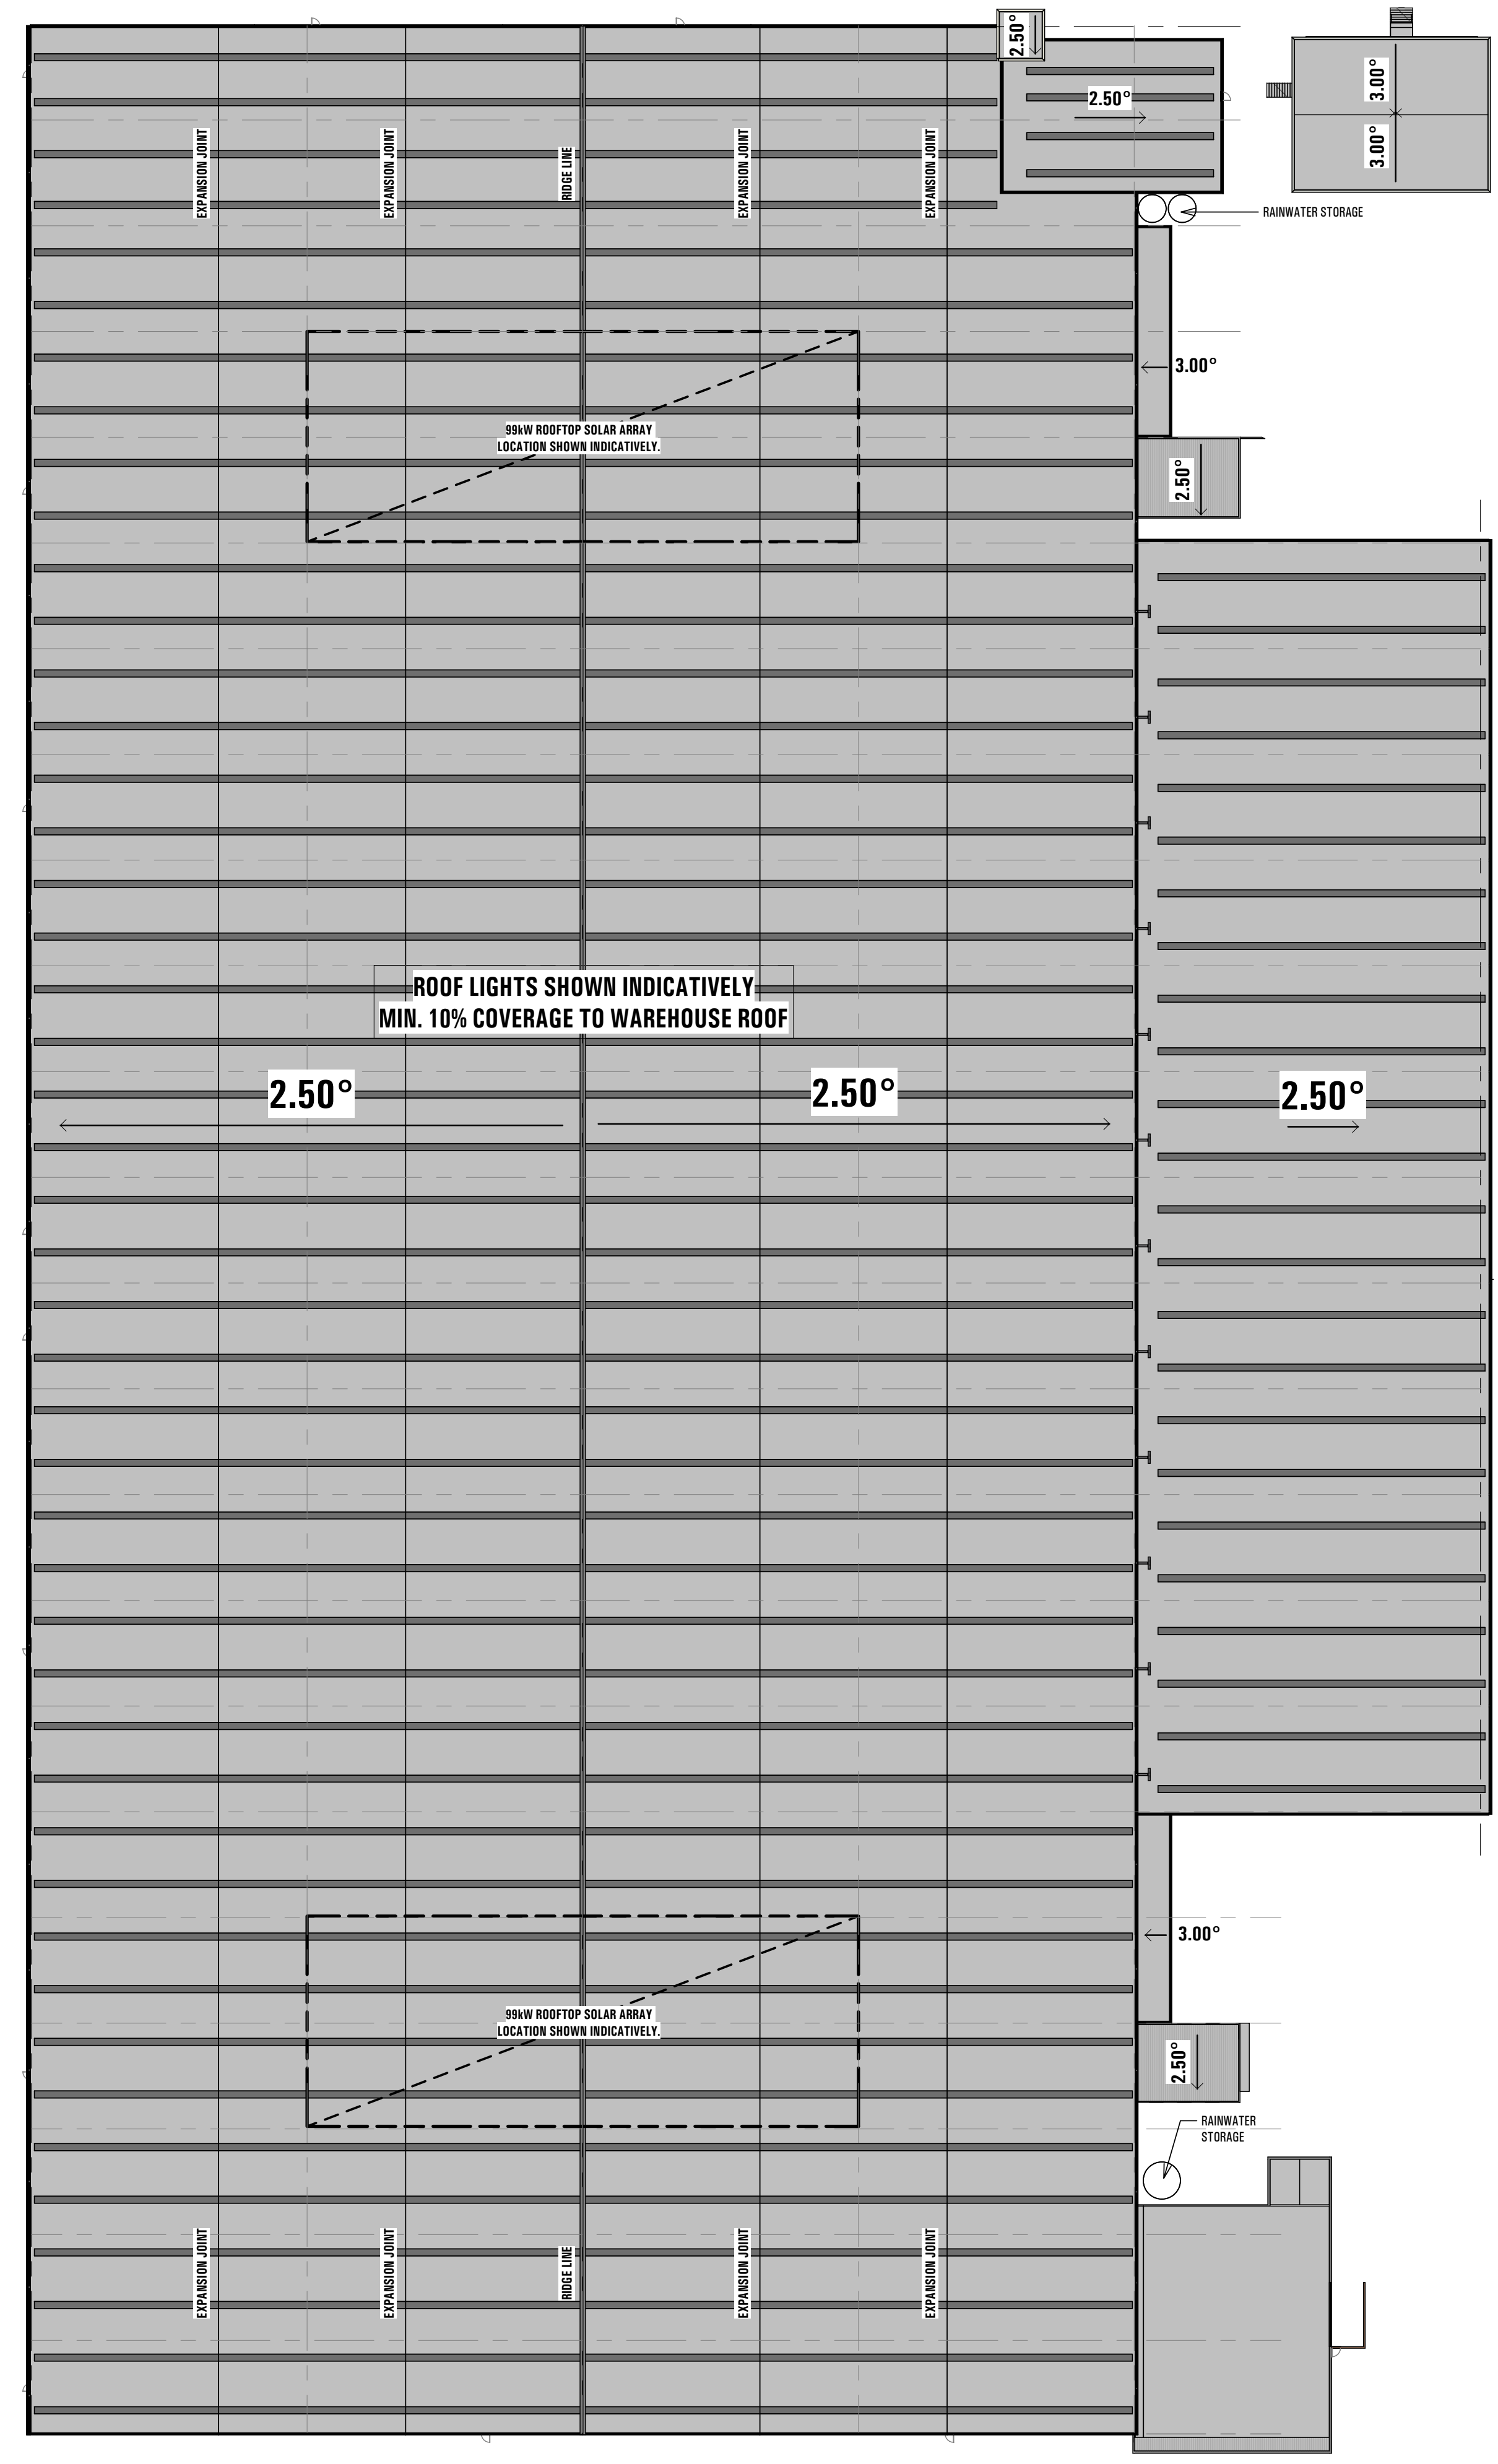 2.50°
2.50°
3.00°
3.00°
EXPANSION JOINT
EXPANSION JOINT
RIDGE LINE
EXPANSION JOINT
EXPANSION JOINT
RAINWATER STORAGE
3.00°
99kW ROOFTOP SOLAR ARRAY
LOCATION SHOWN INDICATIVELY.
2.50°
ROOF LIGHTS SHOWN INDICATIVELY
MIN. 10% COVERAGE TO WAREHOUSE ROOF
2.50°
2.50°
2.50°
3.00°
99kW ROOFTOP SOLAR ARRAY
LOCATION SHOWN INDICATIVELY.
2.50°
RAINWATER
STORAGE
EXPANSION JOINT
EXPANSION JOINT
RIDGE LINE
EXPANSION JOINT
EXPANSION JOINT